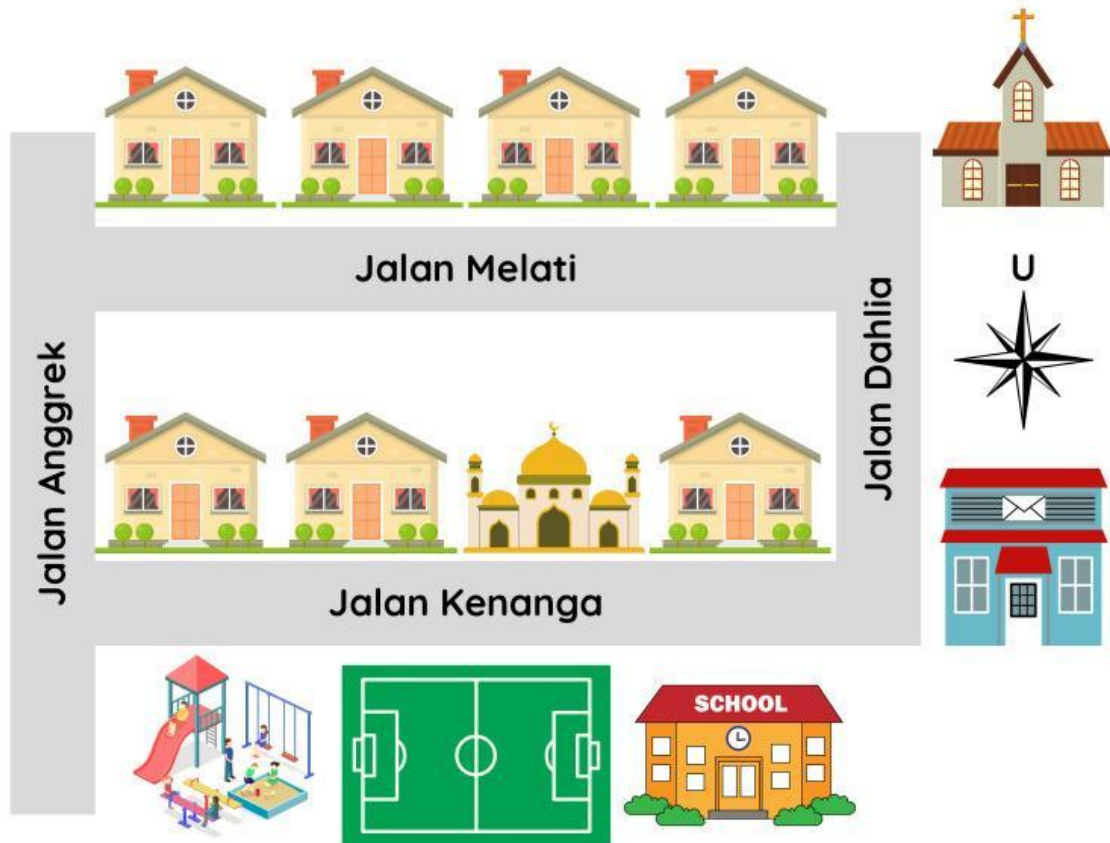 Jalan Melati
U
Jalan Anggrek
Jalan Dahlia
Jalan Kenanga
SCHOOL